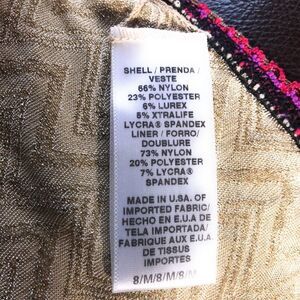 SHELL / PRENDA /
VESTE
66% NYLON
23% POLYESTER
6% LUREX
5% XTRALIFE
LYCRA® SPANDEX
LINER / FORRO/
DOUBLURE
73% NYLON
20% POLYESTER
7% LYCRA®
SPANDEX
MADE IN U.S.A. OF
IMPORTED FABRIC/
HECHO EN E.U.A DE
TELA IMPORTADA/
FABRIQUE AUX E.U.A.
DE TISSUS
IMPORTES
8/M/8/M/8/M